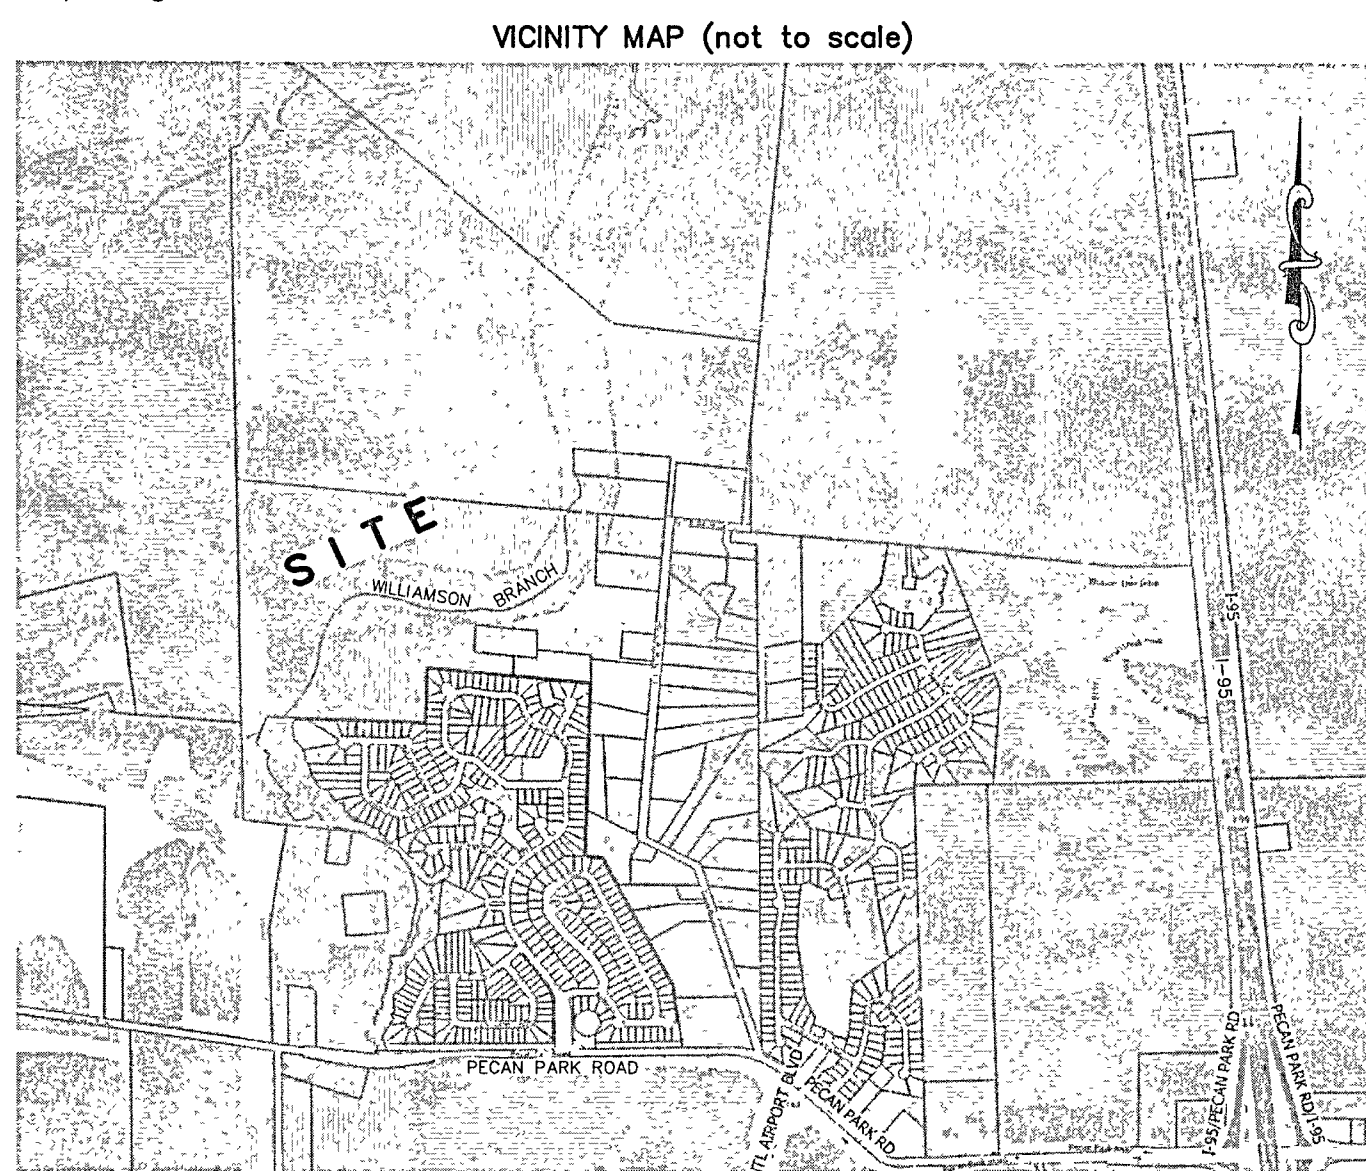 VICINITY MAP (not to scale)
SITE
WILLIAMSON BRANCH
I-95
I-95
PECAN PARK ROAD
INTL AIRPORT BLVD
PECAN PARK RD
I-95/PECAN PARK RD
PECAN PARK RD/I-95